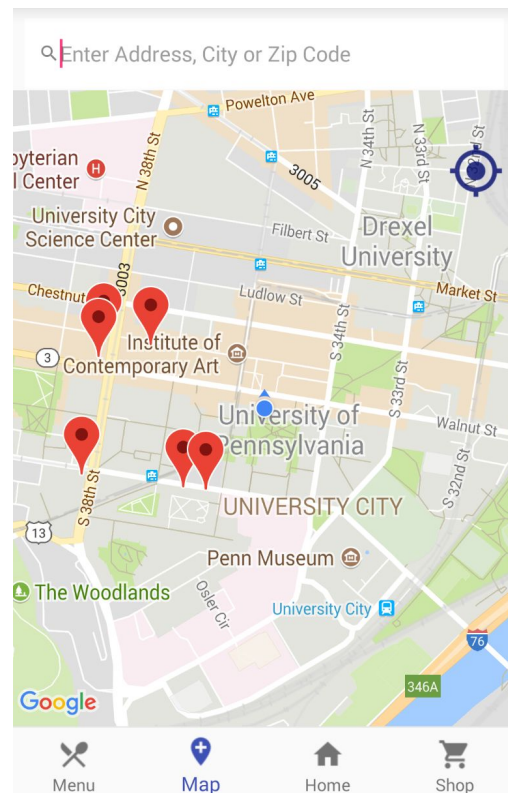 Enter Address, City or Zip Code
Powelton Ave
N 34th St
N 33rd St
N 38th St
3005
byterian
l Center
H
University City
Science Center
Filbert St
Drexel
University
3003
Chestnut
Ludlow St
Market St
Institute of
Contemporary Art
3
S 34th St
S 33rd St
University of
Pennsylvania
Walnut St
S 32nd St
S 38th St
UNIVERSITY CITY
13
Penn Museum
The Woodlands
Osler Cir
University City
76
346A
Google
Menu
Map
Home
Shop